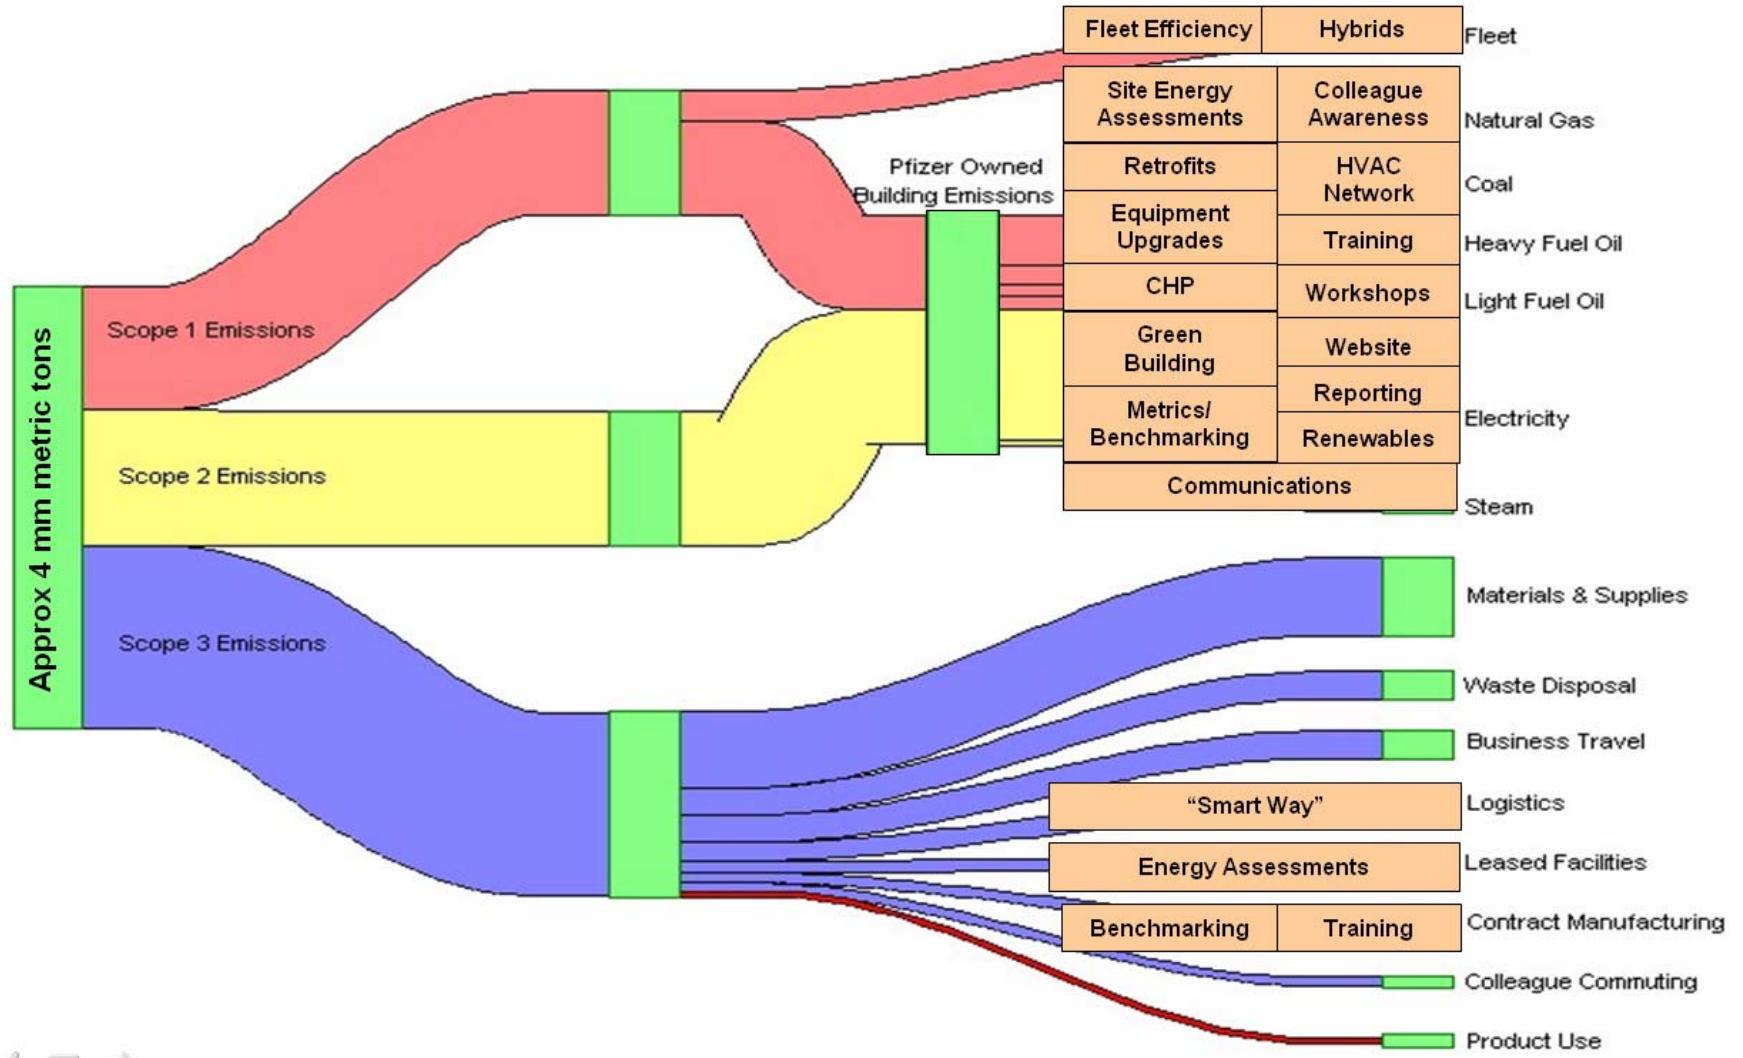 Fleet Efficiency
Hybrids
Fleet
Site Energy
Assessments
Colleague
Awareness
Natural Gas
Pfizer Owned
Building Emissions
Retrofits
HVAC
Network
Coal
Equipment
Upgrades
Training
Heavy Fuel Oil
CHP
Workshops
Light Fuel Oil
Scope 1 Emissions
Green
Building
Website
Reporting
Metrics/
Benchmarking
Renewables
Electricity
Scope 2 Emissions
Communications
Steam
Approx 4 mm metric tons
Scope 3 Emissions
Materials & Supplies
Waste Disposal
Business Travel
“Smart Way”
Logistics
Energy Assessments
Leased Facilities
Benchmarking
Training
Contract Manufacturing
Colleague Commuting
Product Use